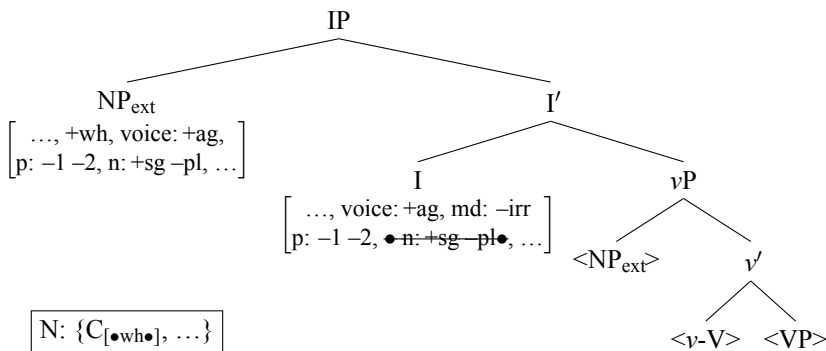 IP
NP_ext I′
[ …, +wh, voice: +ag,
p: –1 –2, n: +sg –pl, … ]
I vP
[ …, voice: +ag, md: –irr
p: –1 –2, ● n: +sg –pl●, … ]
<NP_ext> v′
N: {C_[●wh●], …} <v-V> <VP>